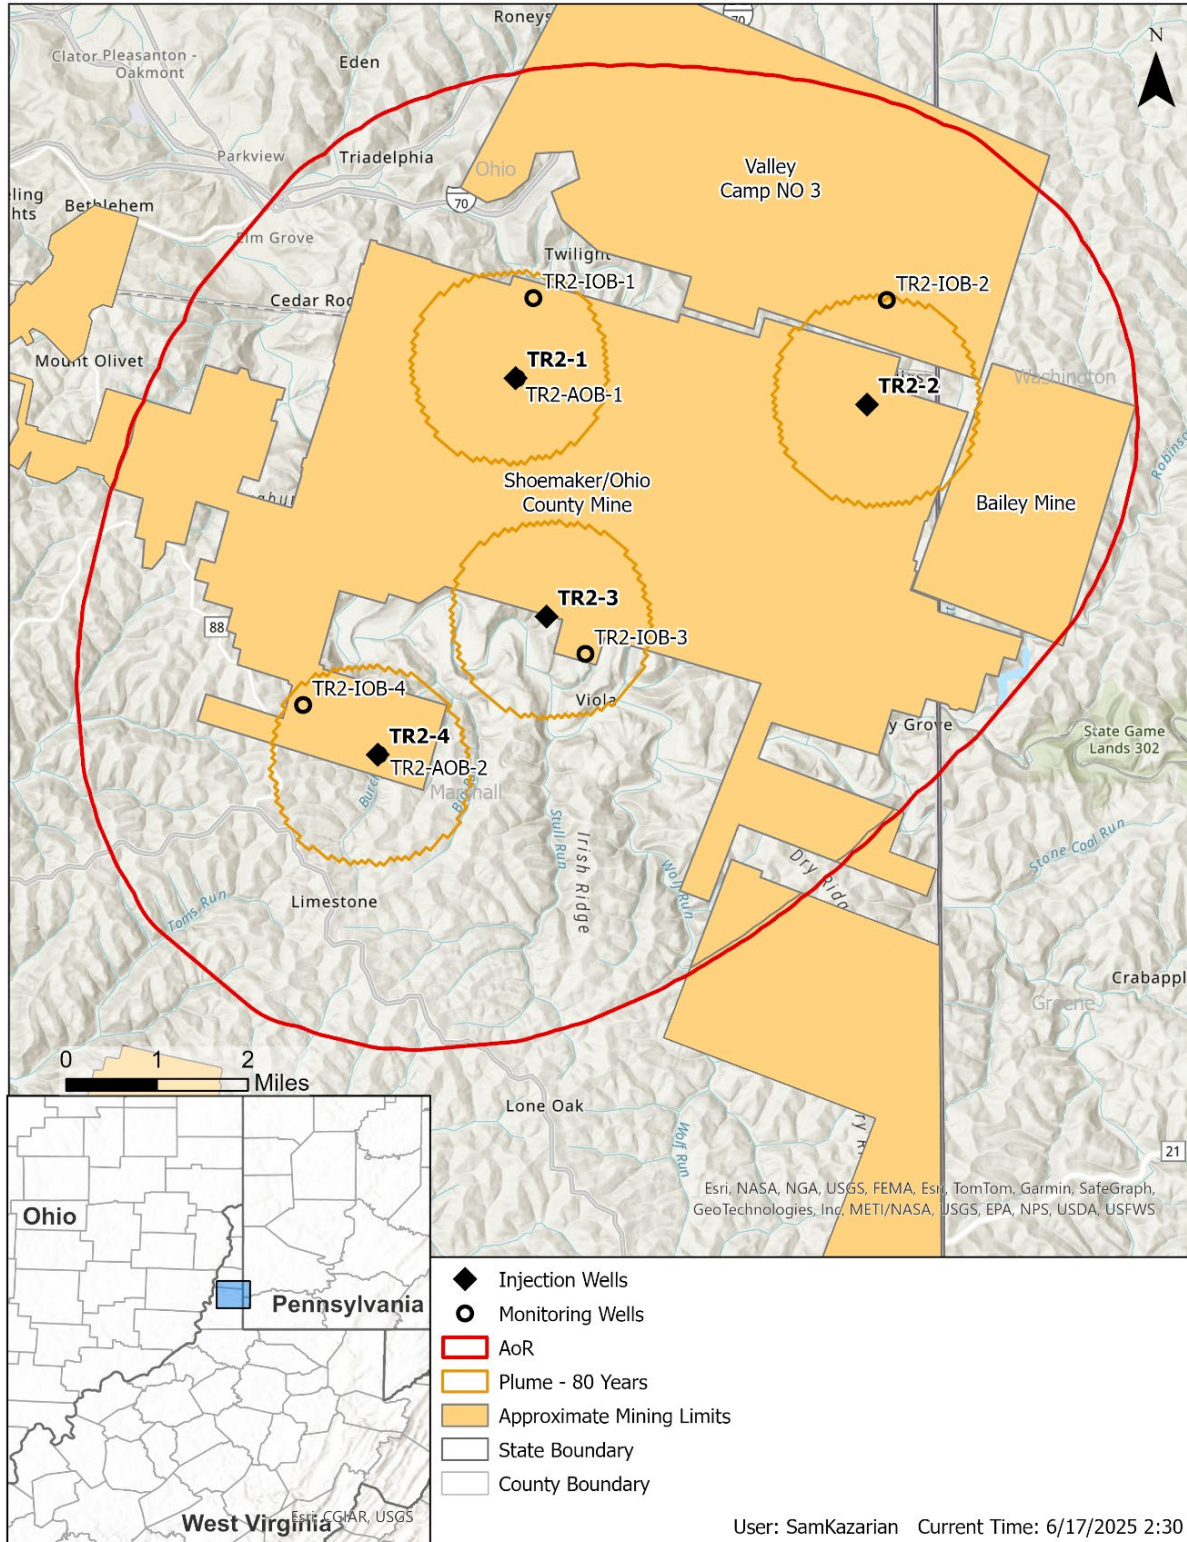 Roneys
70
N
Clator
Pleasanton -
Oakmont
Eden
Parkview
Triadelphia
Ohio
Valley
Camp NO 3
70
eling
hts
Bethlehem
Elm Grove
Twilight
TR2-IOB-1
TR2-IOB-2
Cedar Roc
Mount Olivet
TR2-1
TR2-AOB-1
TR2-2
Washington
Robinso
Shoemaker/Ohio
County Mine
Bailey Mine
TR2-3
88
TR2-IOB-3
TR2-IOB-4
Viola
y Grove
State Game
Lands 302
TR2-4
TR2-AOB-2
Marshall
Stull Run
Irish Ridge
Wolf Run
Dry Ridg
Stone Coal Run
Limestone
Toms Run
Crabappl
Greene
0 1 2
Miles
Lone Oak
Wolf Run
21
Esri, NASA, NGA, USGS, FEMA, Esri, TomTom, Garmin, SafeGraph,
GeoTechnologies, Inc, METI/NASA, USGS, EPA, NPS, USDA, USFWS
Ohio
Pennsylvania
West Virginia
Esri, CGIAR, USGS
Injection Wells
Monitoring Wells
AoR
Plume - 80 Years
Approximate Mining Limits
State Boundary
County Boundary
User: SamKazarian Current Time: 6/17/2025 2:30